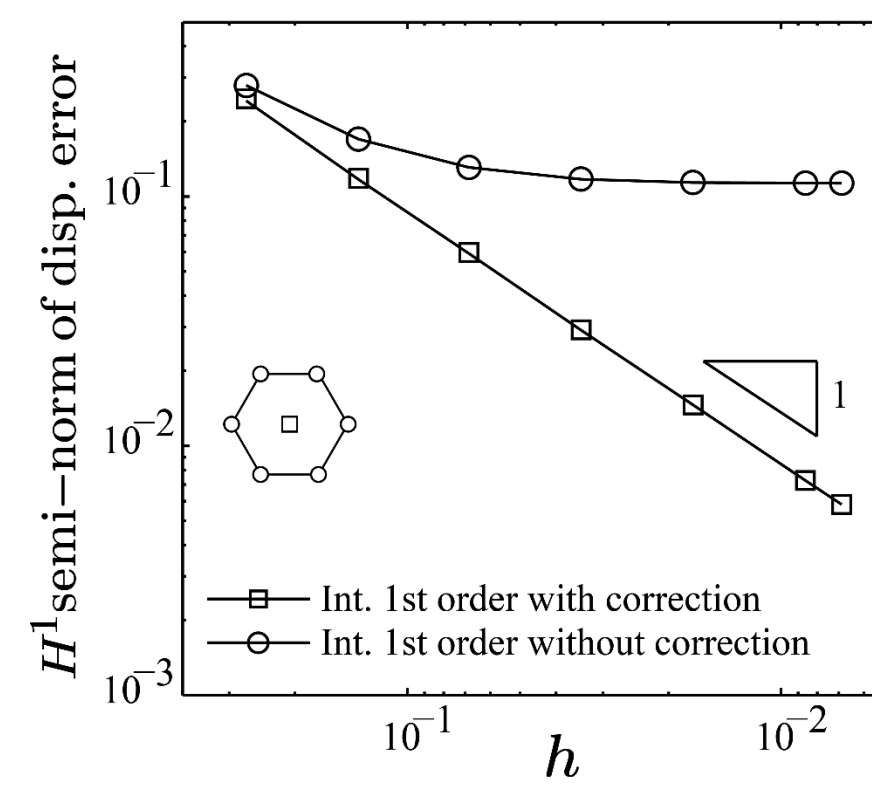 H¹semi−norm of disp. error
10⁻¹
10⁻²
10⁻³
1
Int. 1st order with correction
Int. 1st order without correction
10⁻¹
10⁻²
h